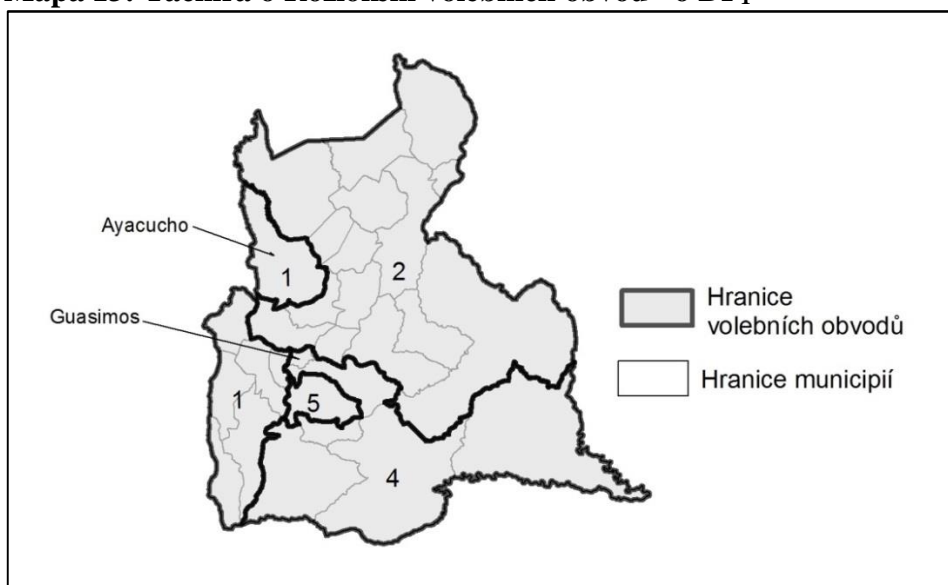 Ayacucho
1
2
Hranice
volebních obvodů
Guasimos
Hranice municipií
1
5
4